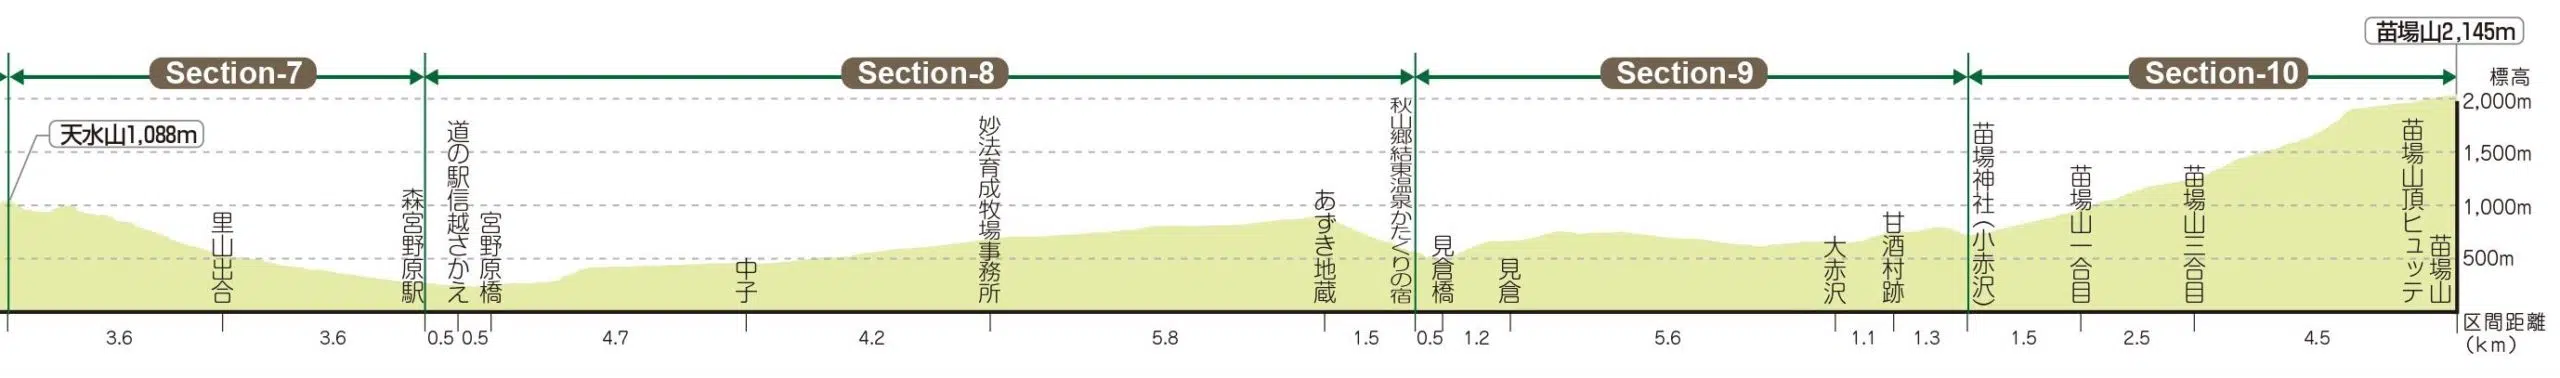 苗場山2,145m
Section-7
Section-8
Section-9
Section-10
標高
2,000m
1,500m
1,000m
500m
天水山1,088m
里山出合
森宮野原駅
道の駅信越さかえ
宮野原橋
中子
妙法育成牧場事務所
あずき地蔵
秋山郷結東温泉かたくりの宿
見倉橋
見倉
大赤沢
甘酒村跡
苗場神社(小赤沢)
苗場山一合目
苗場山三合目
苗場山頂ヒュッテ
苗場山
3.6
3.6
0.5
0.5
4.7
4.2
5.8
1.5
0.5
1.2
5.6
1.1
1.3
1.5
2.5
4.5
区間距離
(km)